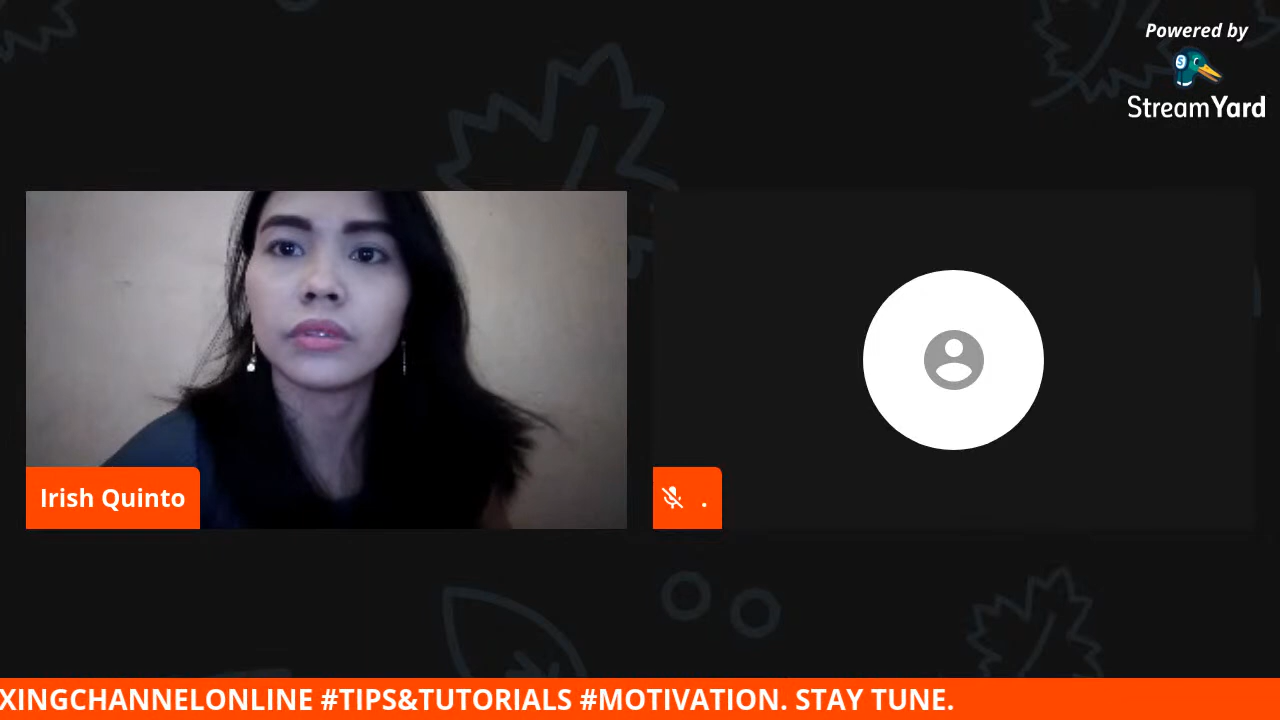 Powered by
StreamYard
Irish Quinto
.
XINGCHANNELONLINE #TIPS&TUTORIALS #MOTIVATION. STAY TUNE.